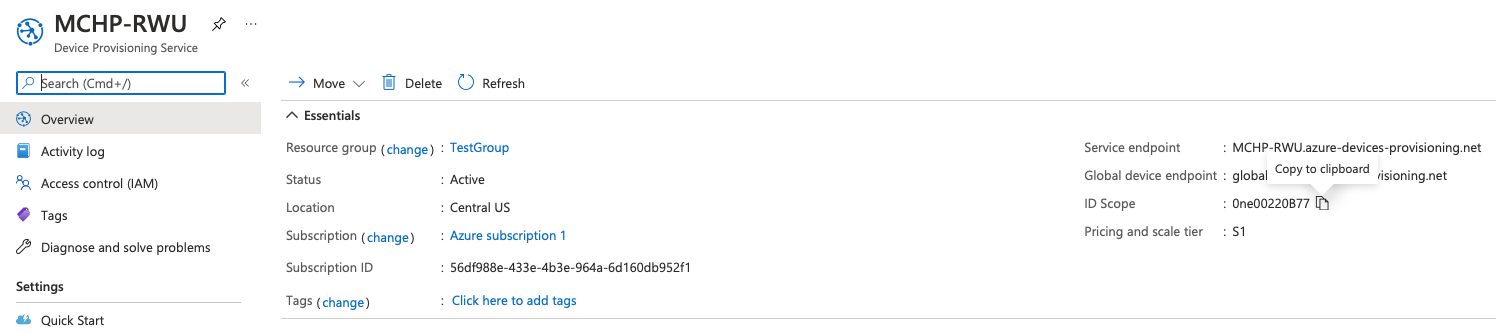 MCHP-RWU
Device Provisioning Service
Search (Cmd+/)
Overview
Activity log
Access control (IAM)
Tags
Diagnose and solve problems
Settings
Quick Start
Move
Delete
Refresh
Essentials
Resource group (change) : TestGroup
Status : Active
Location : Central US
Subscription (change) : Azure subscription 1
Subscription ID : 56df988e-433e-4b3e-964a-6d160db952f1
Tags (change) : Click here to add tags
Service endpoint : MCHP-RWU.azure-devices-provisioning.net
Copy to clipboard
Global device endpoint : global visioning.net
ID Scope : 0ne00220B77
Pricing and scale tier : S1